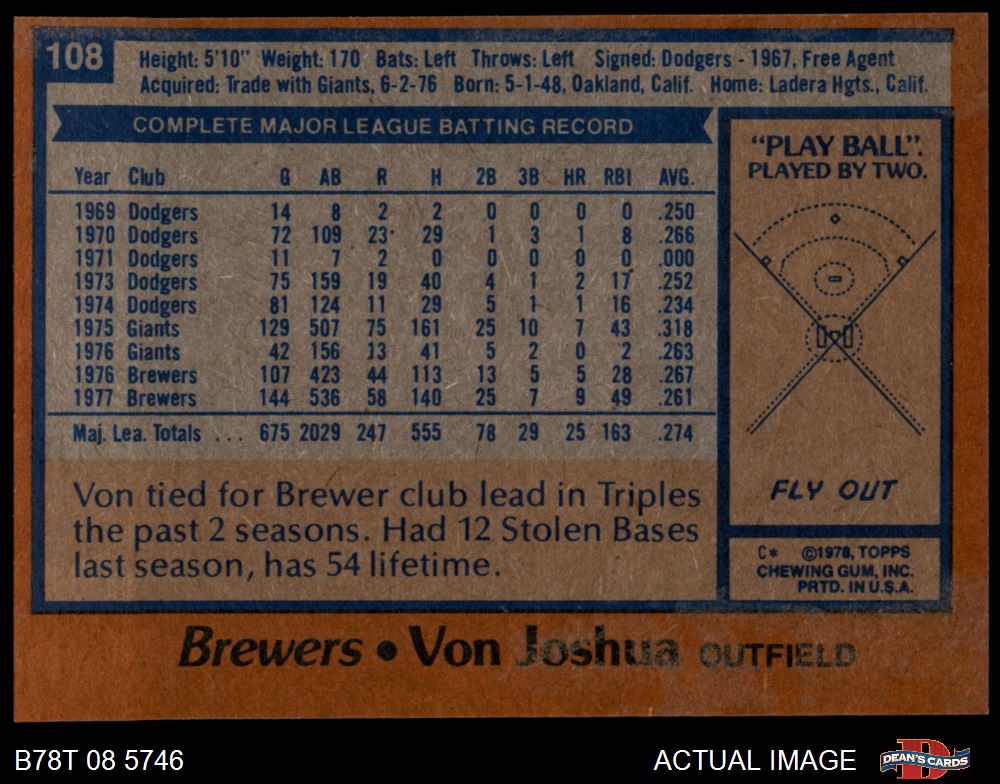 108
Height: 5'10" Weight: 170 Bats: Left Throws: Left Signed: Dodgers - 1967, Free Agent
Acquired: Trade with Giants, 6-2-76 Born: 5-1-48, Oakland, Calif. Home: Ladera Hgts., Calif.
COMPLETE MAJOR LEAGUE BATTING RECORD
Year Club G AB R H 2B 3B HR RBI AVG.
1969 Dodgers 14 8 2 2 0 0 0 0 .250
1970 Dodgers 72 109 23 29 1 3 1 8 .266
1971 Dodgers 11 7 2 0 0 0 0 0 .000
1973 Dodgers 75 159 19 40 4 1 2 17 .252
1974 Dodgers 81 124 11 29 5 1 1 16 .234
1975 Giants 129 507 75 161 25 10 7 43 .318
1976 Giants 42 156 13 41 5 2 0 2 .263
1976 Brewers 107 423 44 113 13 5 5 28 .267
1977 Brewers 144 536 58 140 25 7 9 49 .261
Maj. Lea. Totals ... 675 2029 247 555 78 29 25 163 .274
Von tied for Brewer club lead in Triples
the past 2 seasons. Had 12 Stolen Bases
last season, has 54 lifetime.
"PLAY BALL".
PLAYED BY TWO.
FLY OUT
C* ©1978, TOPPS
CHEWING GUM, INC.
PRTD. IN U.S.A.
Brewers • Von Joshua OUTFIELD
B78T 08 5746
ACTUAL IMAGE
DEAN'S CARDS